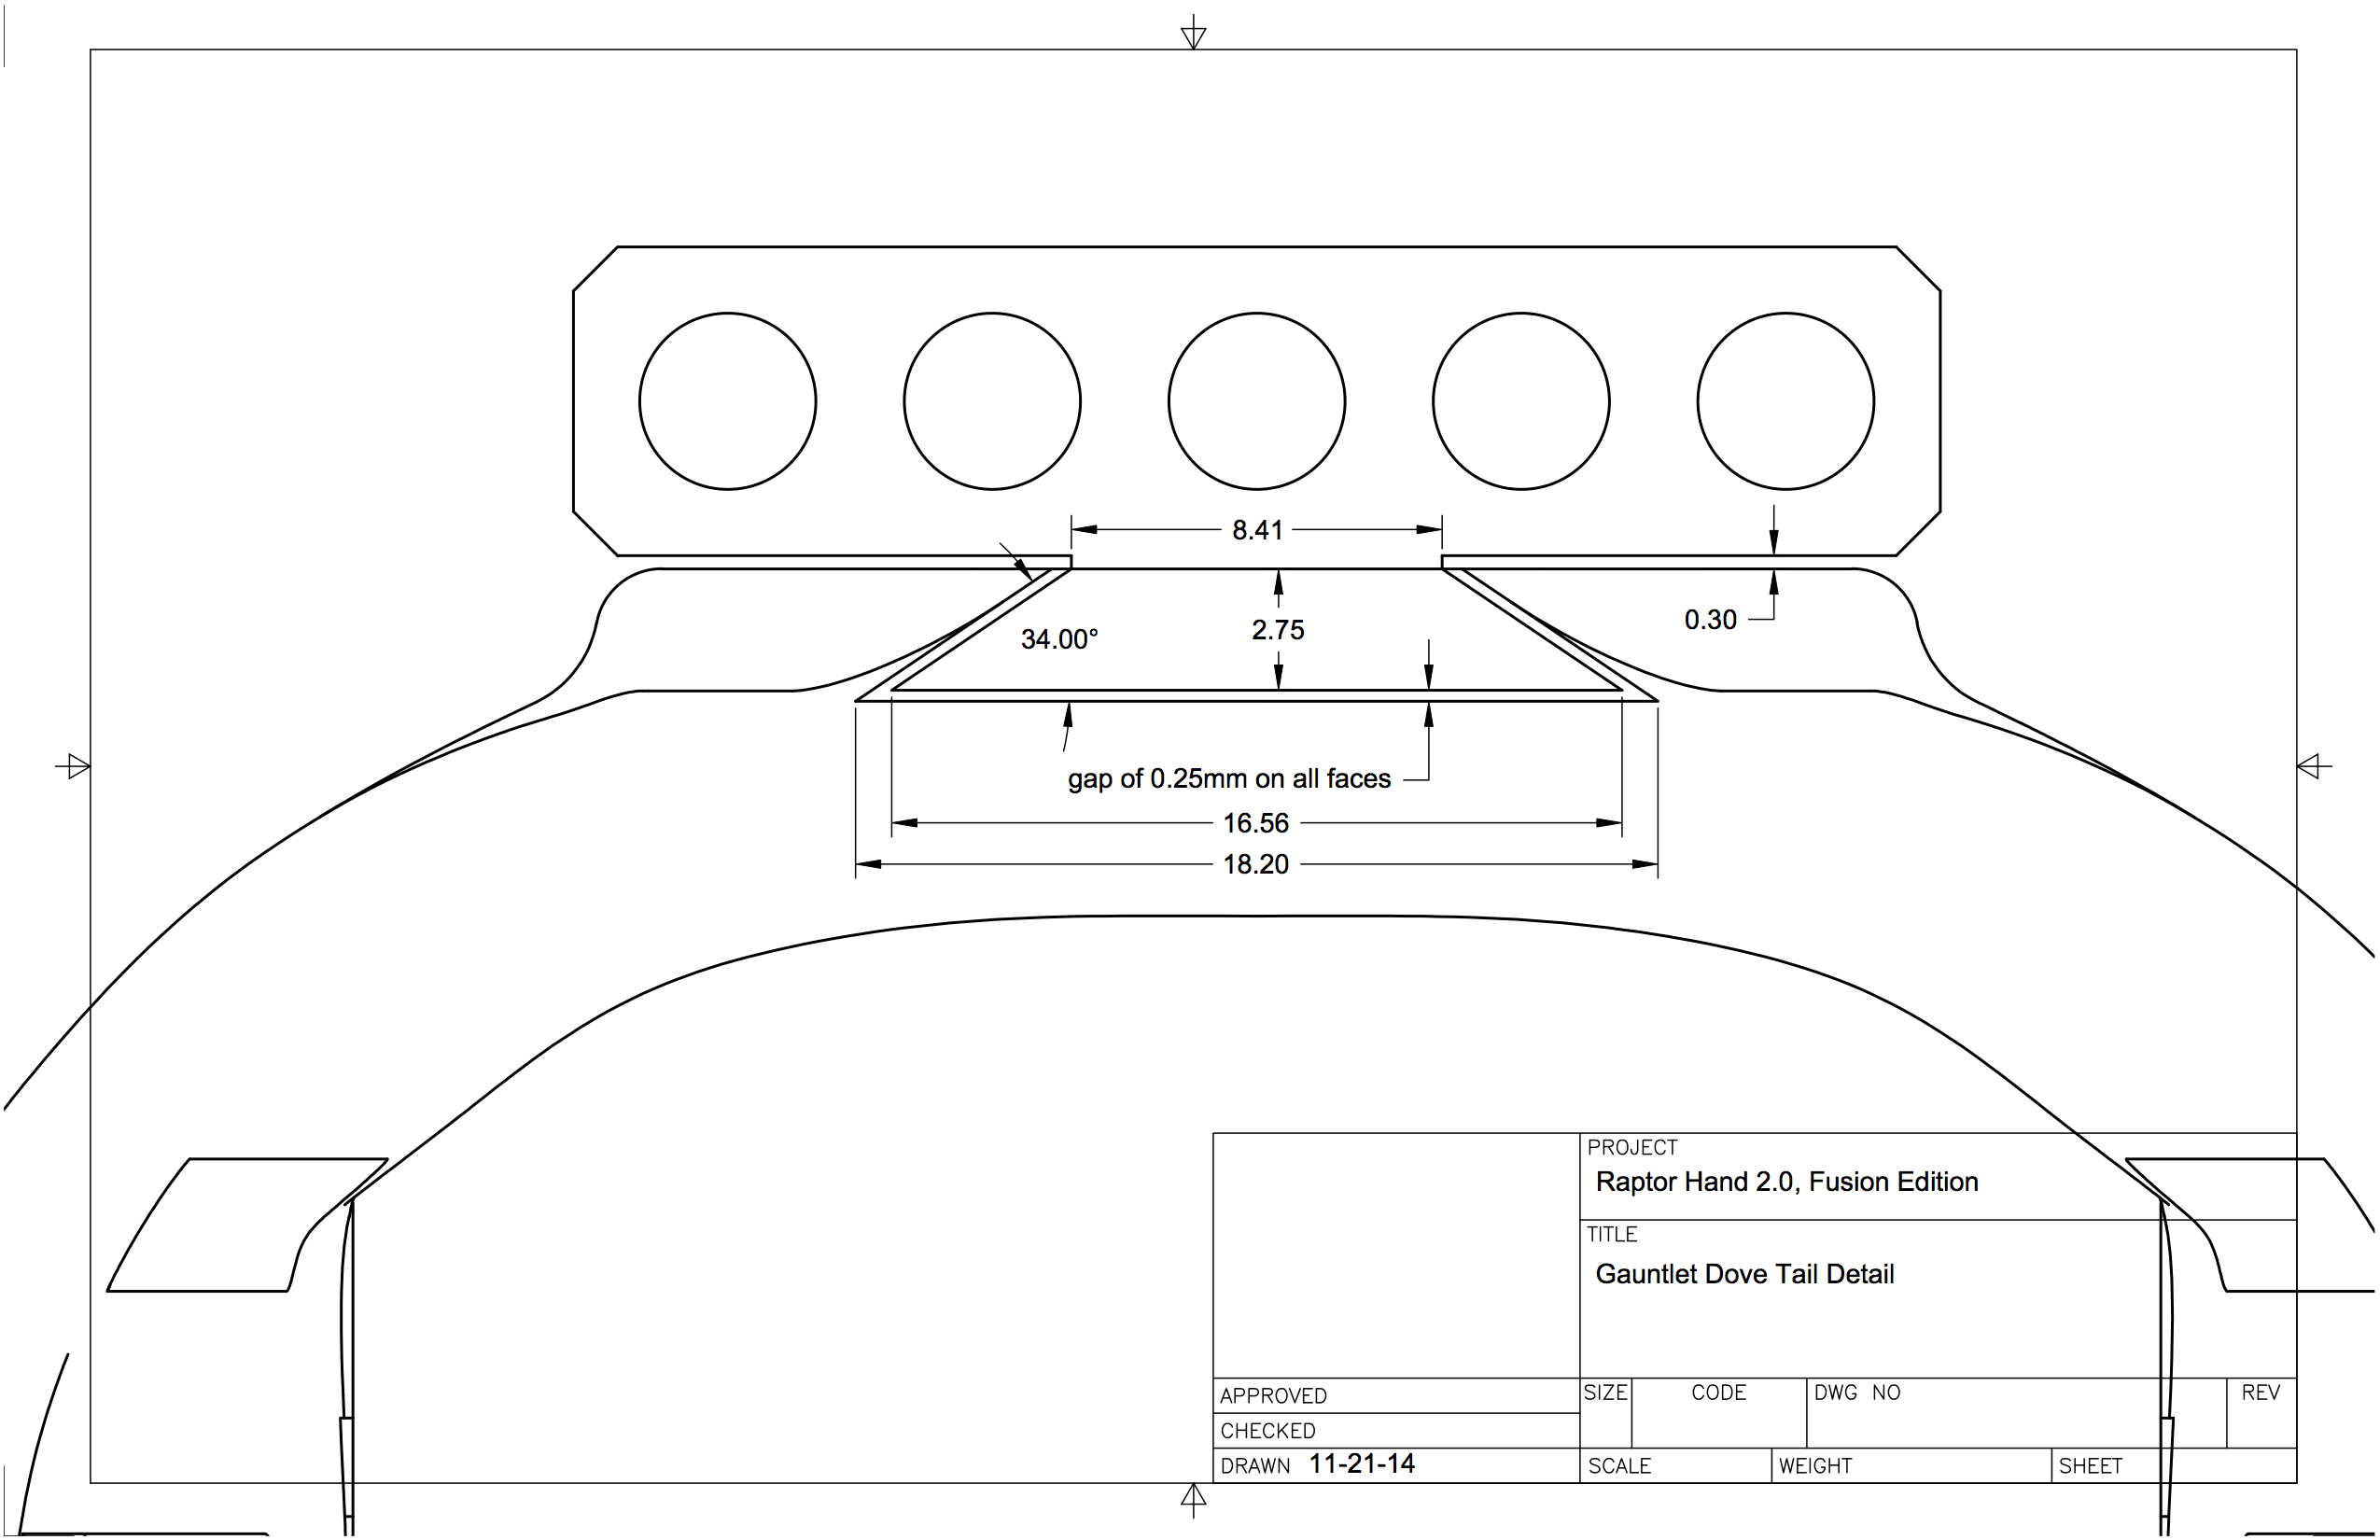 8.41
0.30
2.75
34.00°
gap of 0.25mm on all faces
16.56
18.20
PROJECT
Raptor Hand 2.0, Fusion Edition
TITLE
Gauntlet Dove Tail Detail
APPROVED
SIZE CODE DWG NO REV
CHECKED
DRAWN 11-21-14 SCALE WEIGHT SHEET